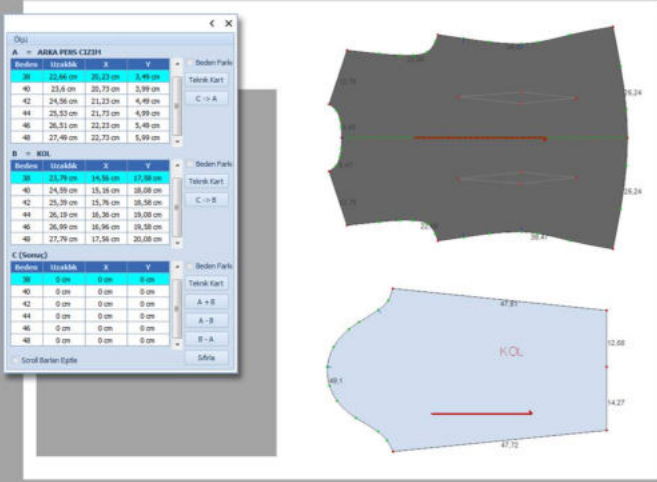 Ölçü
A = ARKA PENS CIZIM
Beden Uzaklık X Y
Beden Farkı
38 22,66 cm 20,23 cm 3,49 cm
40 23,6 cm 20,73 cm 3,99 cm
Teknik Kart
42 24,56 cm 21,23 cm 4,49 cm
C -> A
44 25,53 cm 21,73 cm 4,99 cm
46 26,51 cm 22,23 cm 5,49 cm
48 27,49 cm 22,73 cm 5,99 cm
B = KOL
Beden Uzaklık X Y
Beden Farkı
38 23,79 cm 14,56 cm 17,58 cm
Teknik Kart
40 24,59 cm 15,16 cm 18,08 cm
42 25,39 cm 15,76 cm 18,58 cm
C -> B
44 26,19 cm 16,36 cm 19,08 cm
46 26,99 cm 16,96 cm 19,58 cm
48 27,79 cm 17,56 cm 20,08 cm
C (Sonuç)
Beden Uzaklık X Y
Beden Farkı
38 0 cm 0 cm 0 cm
Teknik Kart
40 0 cm 0 cm 0 cm
42 0 cm 0 cm 0 cm
A + B
44 0 cm 0 cm 0 cm
A - B
46 0 cm 0 cm 0 cm
B - A
48 0 cm 0 cm 0 cm
Scroll Barları Eşitle
Sıfırla
26,24
26,24
38,41
47,81
KOL
12,68
49,1
14,27
47,72